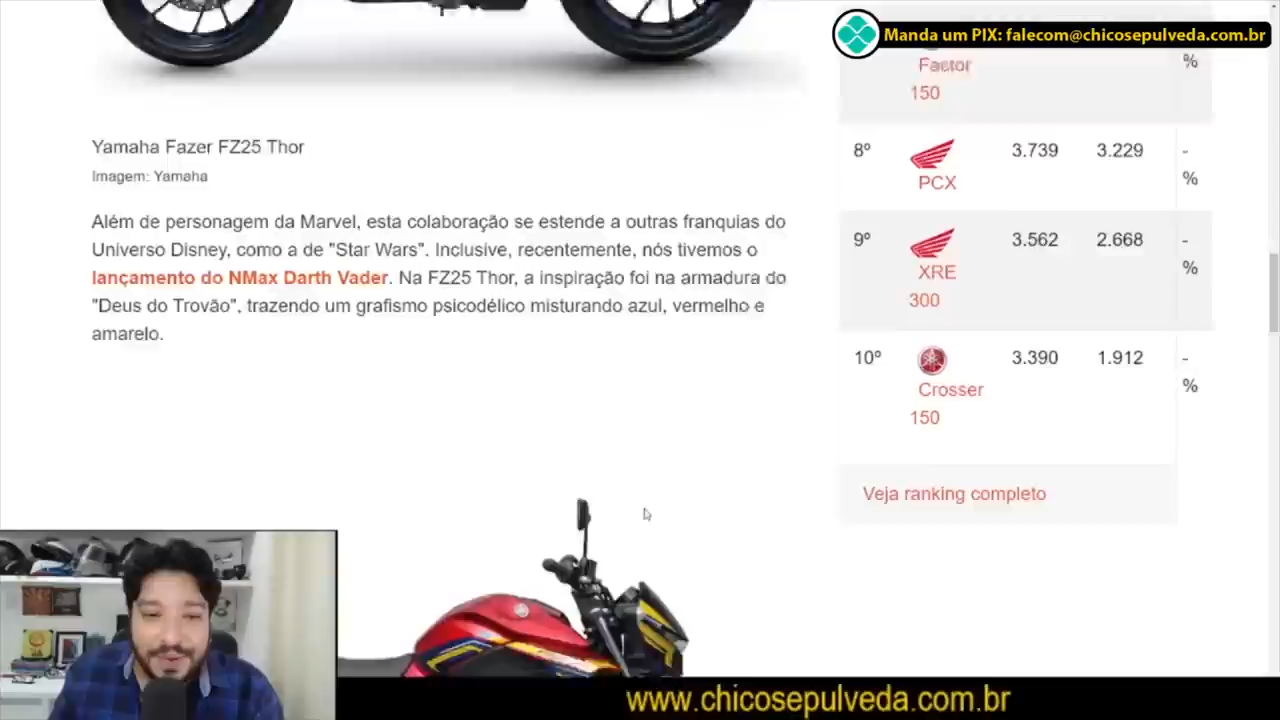 Manda um PIX: falecom@chicosepulveda.com.br
Yamaha Fazer FZ25 Thor
Imagem: Yamaha
Além de personagem da Marvel, esta colaboração se estende a outras franquias do
Universo Disney, como a de "Star Wars". Inclusive, recentemente, nós tivemos o
lançamento do NMax Darth Vader. Na FZ25 Thor, a inspiração foi na armadura do
"Deus do Trovão", trazendo um grafismo psicodélico misturando azul, vermelho e
amarelo.
Factor
150
%
8º PCX 3.739 3.229 - %
9º XRE 300 3.562 2.668 - %
10º Crosser 150 3.390 1.912 - %
Veja ranking completo
www.chicosepulveda.com.br